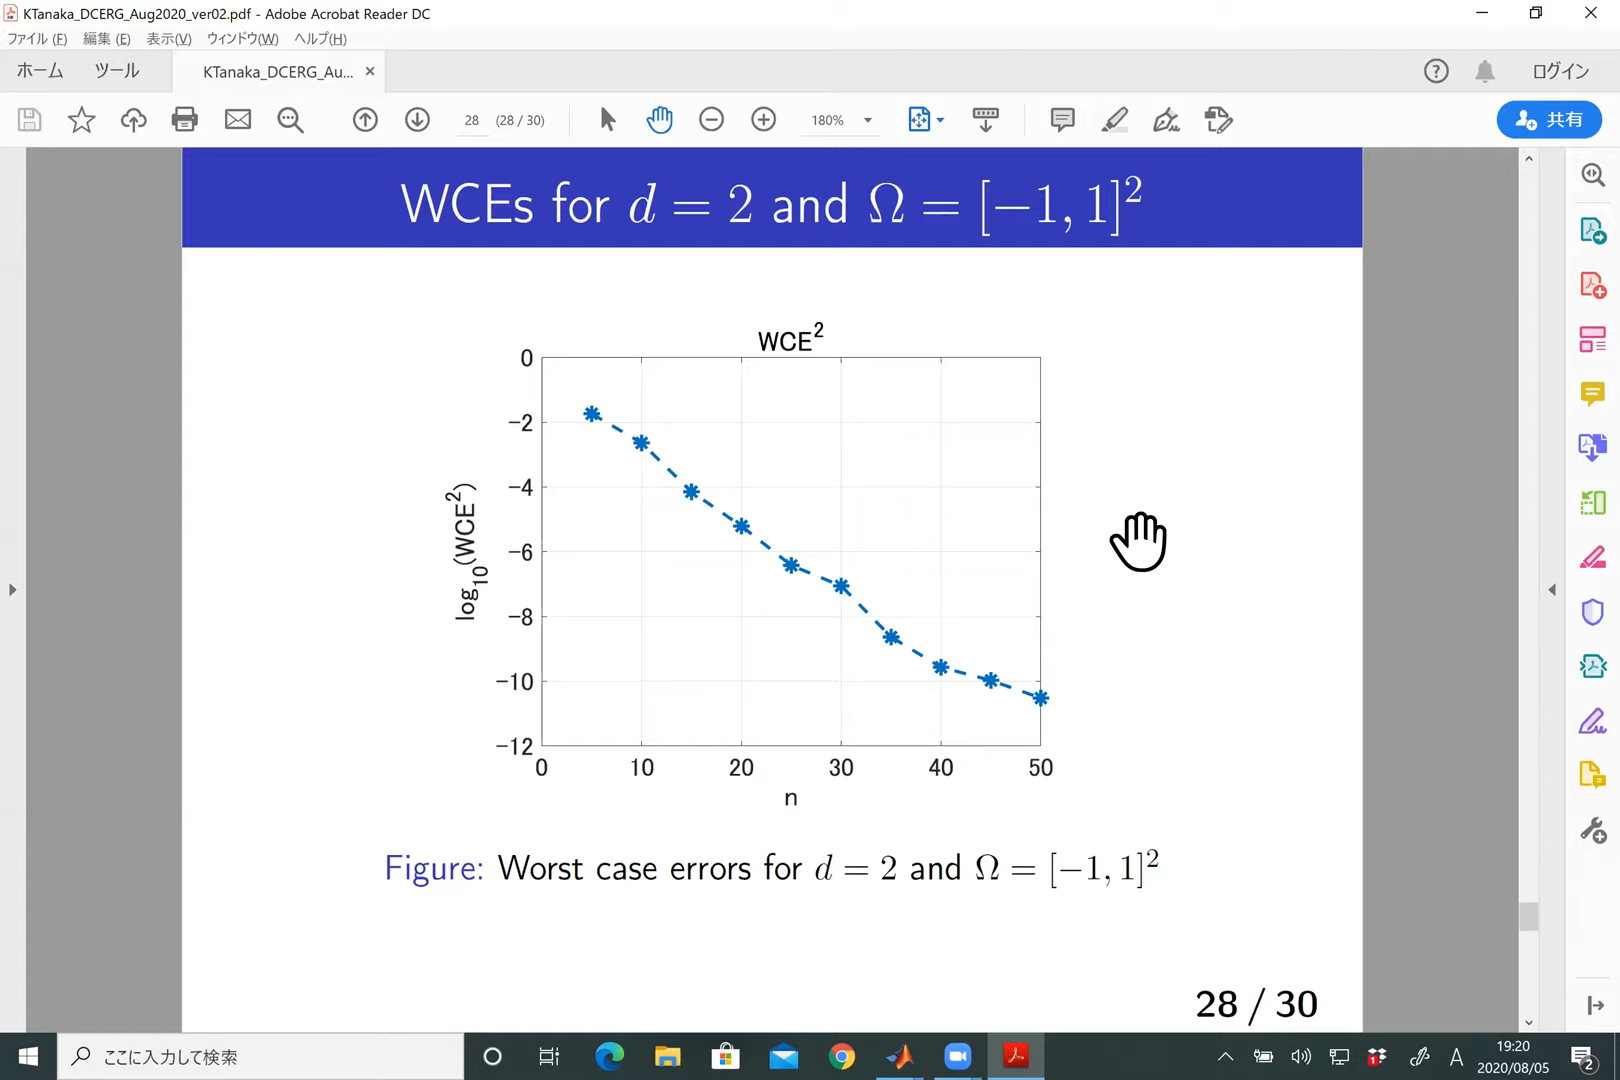 KTanaka_DCERG_Aug2020_ver02.pdf - Adobe Acrobat Reader DC
ファイル (F) 編集 (E) 表示(V) ウィンドウ(W) ヘルプ(H)
ホーム ツール KTanaka_DCERG_Au... × ログイン
28 (28 / 30) 180% 共有
WCEs for d = 2 and Ω = [−1, 1]²
WCE²
0
−2
−4
−6
−8
−10
−12
log₁₀(WCE²)
0 10 20 30 40 50
n
Figure: Worst case errors for d = 2 and Ω = [−1, 1]²
28 / 30
ここに入力して検索
A 19:20
2020/08/05
2